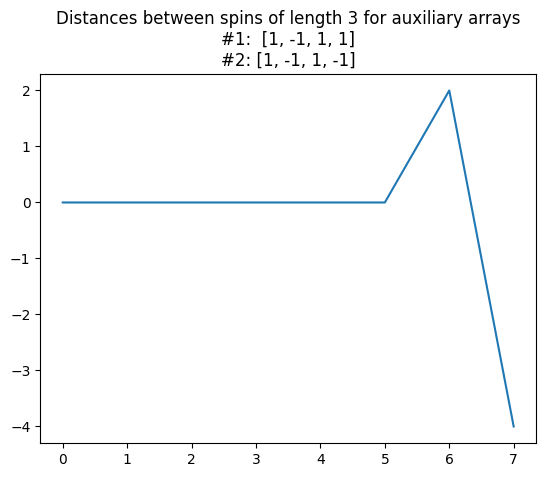 Distances between spins of length 3 for auxiliary arrays
#1:  [1, -1, 1, 1]
#2: [1, -1, 1, -1]
2
1
0
−1
−2
−3
−4
0 1 2 3 4 5 6 7